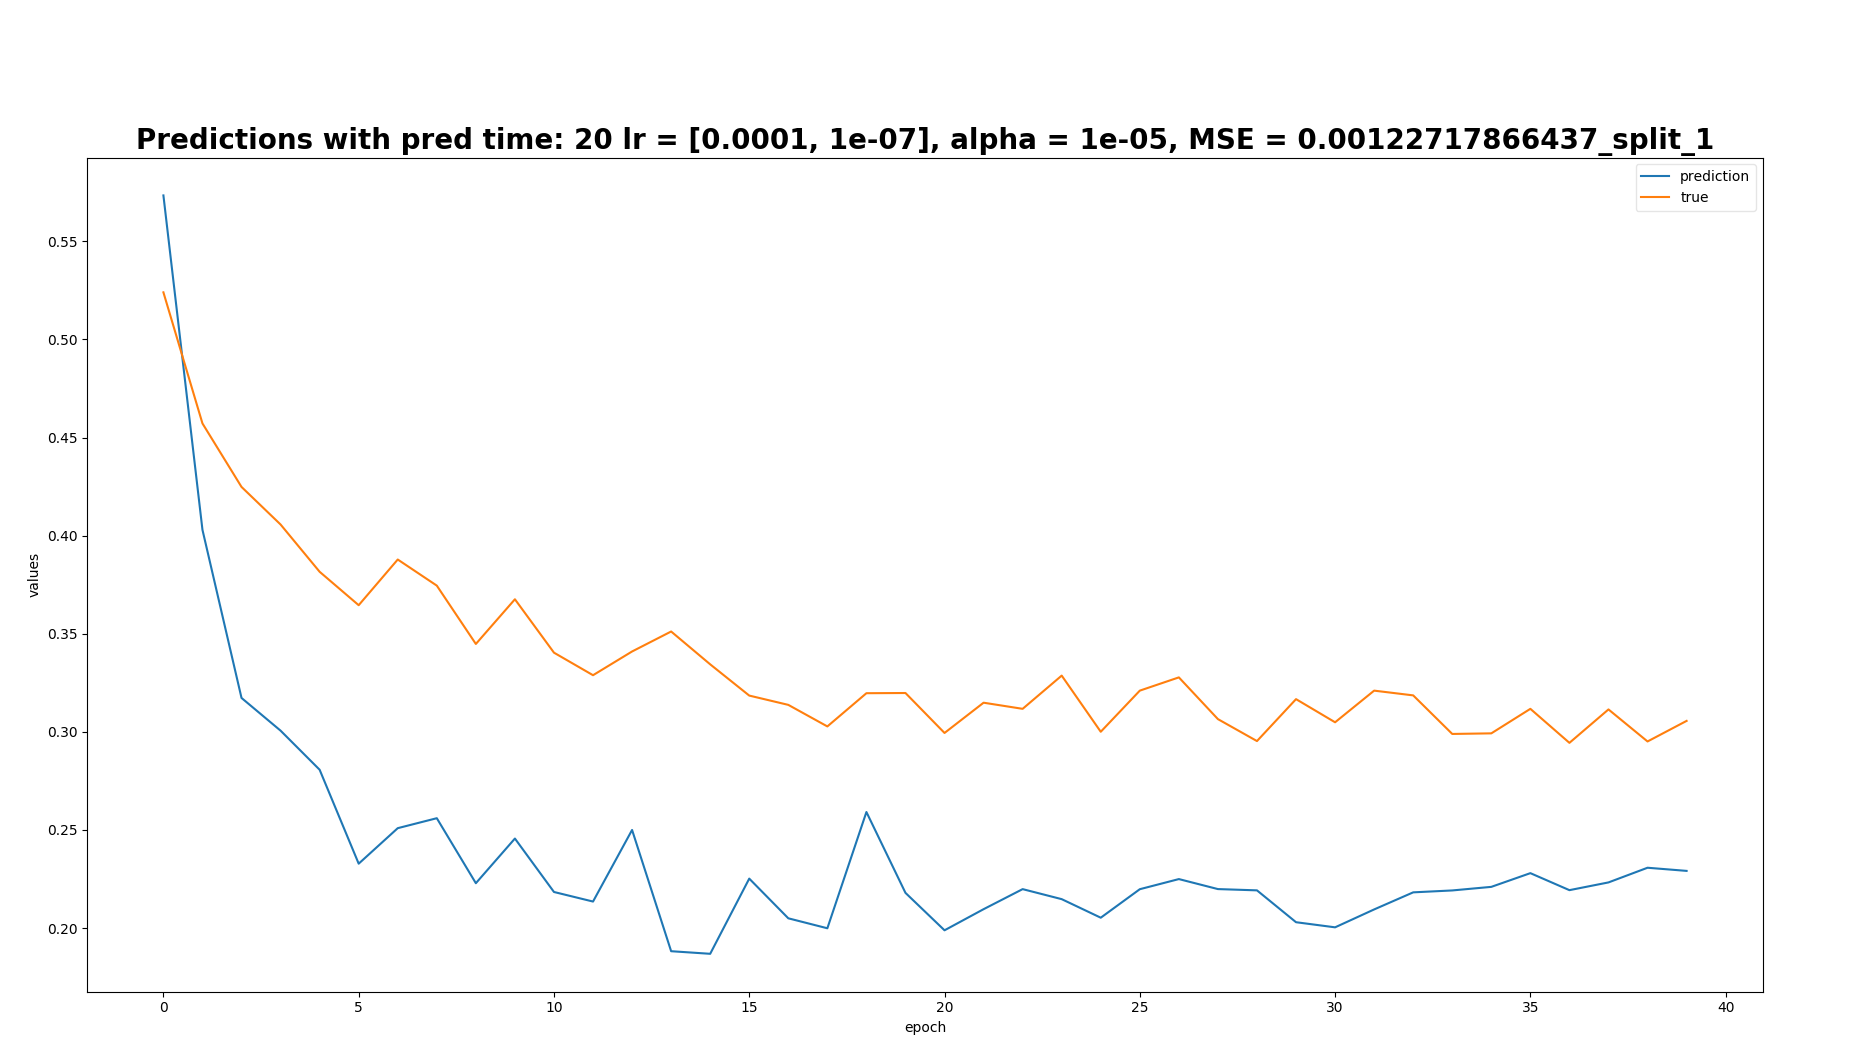 Predictions with pred time: 20 lr = [0.0001, 1e-07], alpha = 1e-05, MSE = 0.00122717866437_split_1
prediction
true
0.55
0.50
0.45
0.40
0.35
0.30
0.25
0.20
values
0 5 10 15 20 25 30 35 40
epoch